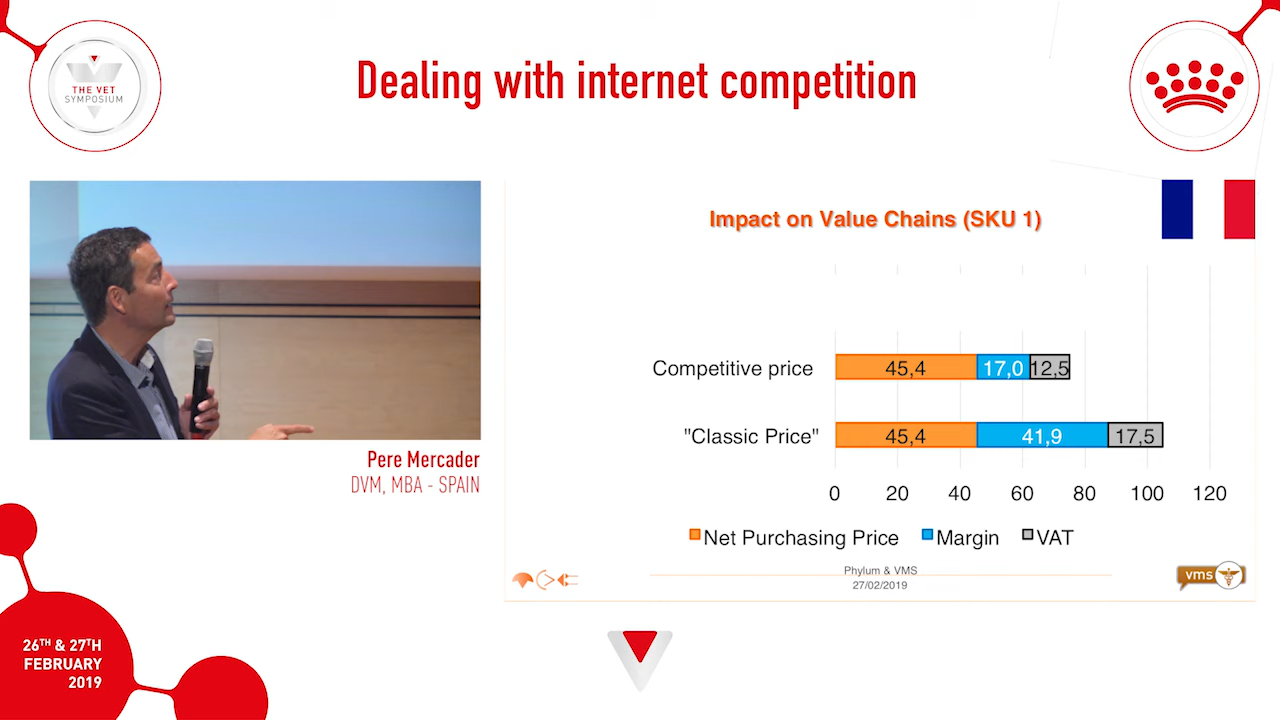 THE VET
SYMPOSIUM
Dealing with internet competition
Impact on Value Chains (SKU 1)
Competitive price
45,4
17,0
12,5
"Classic Price"
45,4
41,9
17,5
0 20 40 60 80 100 120
Net Purchasing Price Margin VAT
Phylum & VMS
27/02/2019
vms
Pere Mercader
DVM, MBA - SPAIN
26TH & 27TH
FEBRUARY
2019